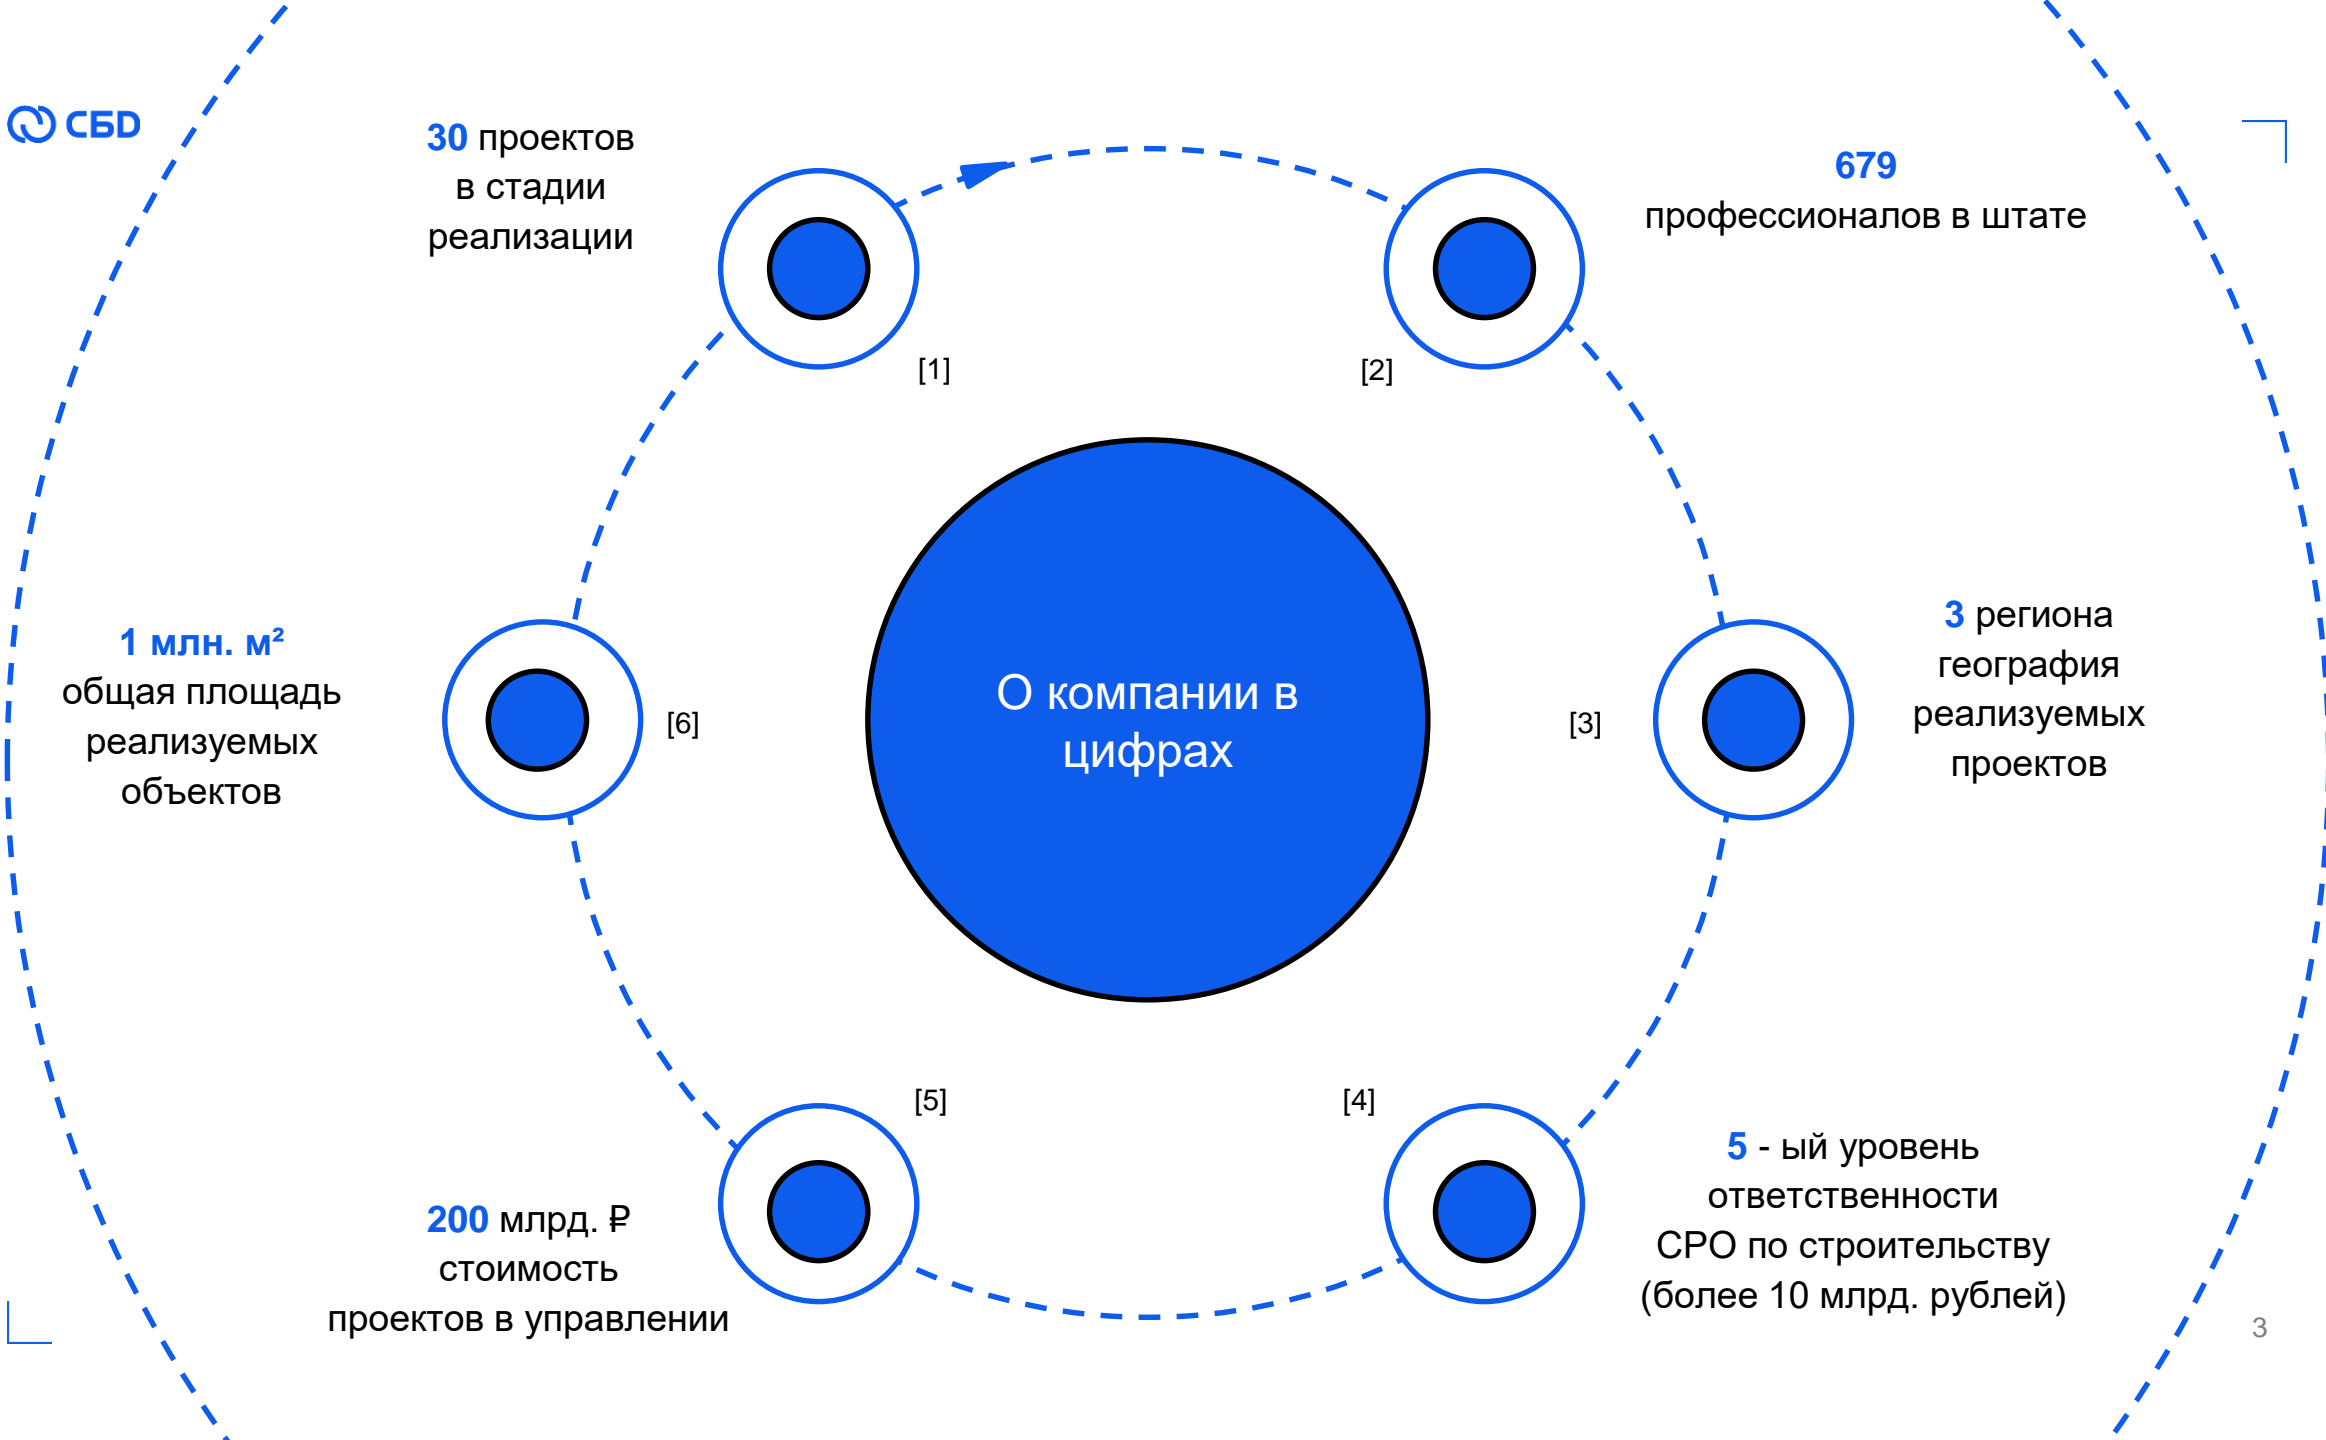 СБD
30 проектов
в стадии
реализации
[1]
679
профессионалов в штате
[2]
3 региона
география
реализуемых
проектов
[3]
О компании в
цифрах
1 млн. м²
общая площадь
реализуемых
объектов
[6]
[5]
200 млрд. ₽
стоимость
проектов в управлении
[4]
5 - ый уровень
ответственности
СРО по строительству
(более 10 млрд. рублей)
3